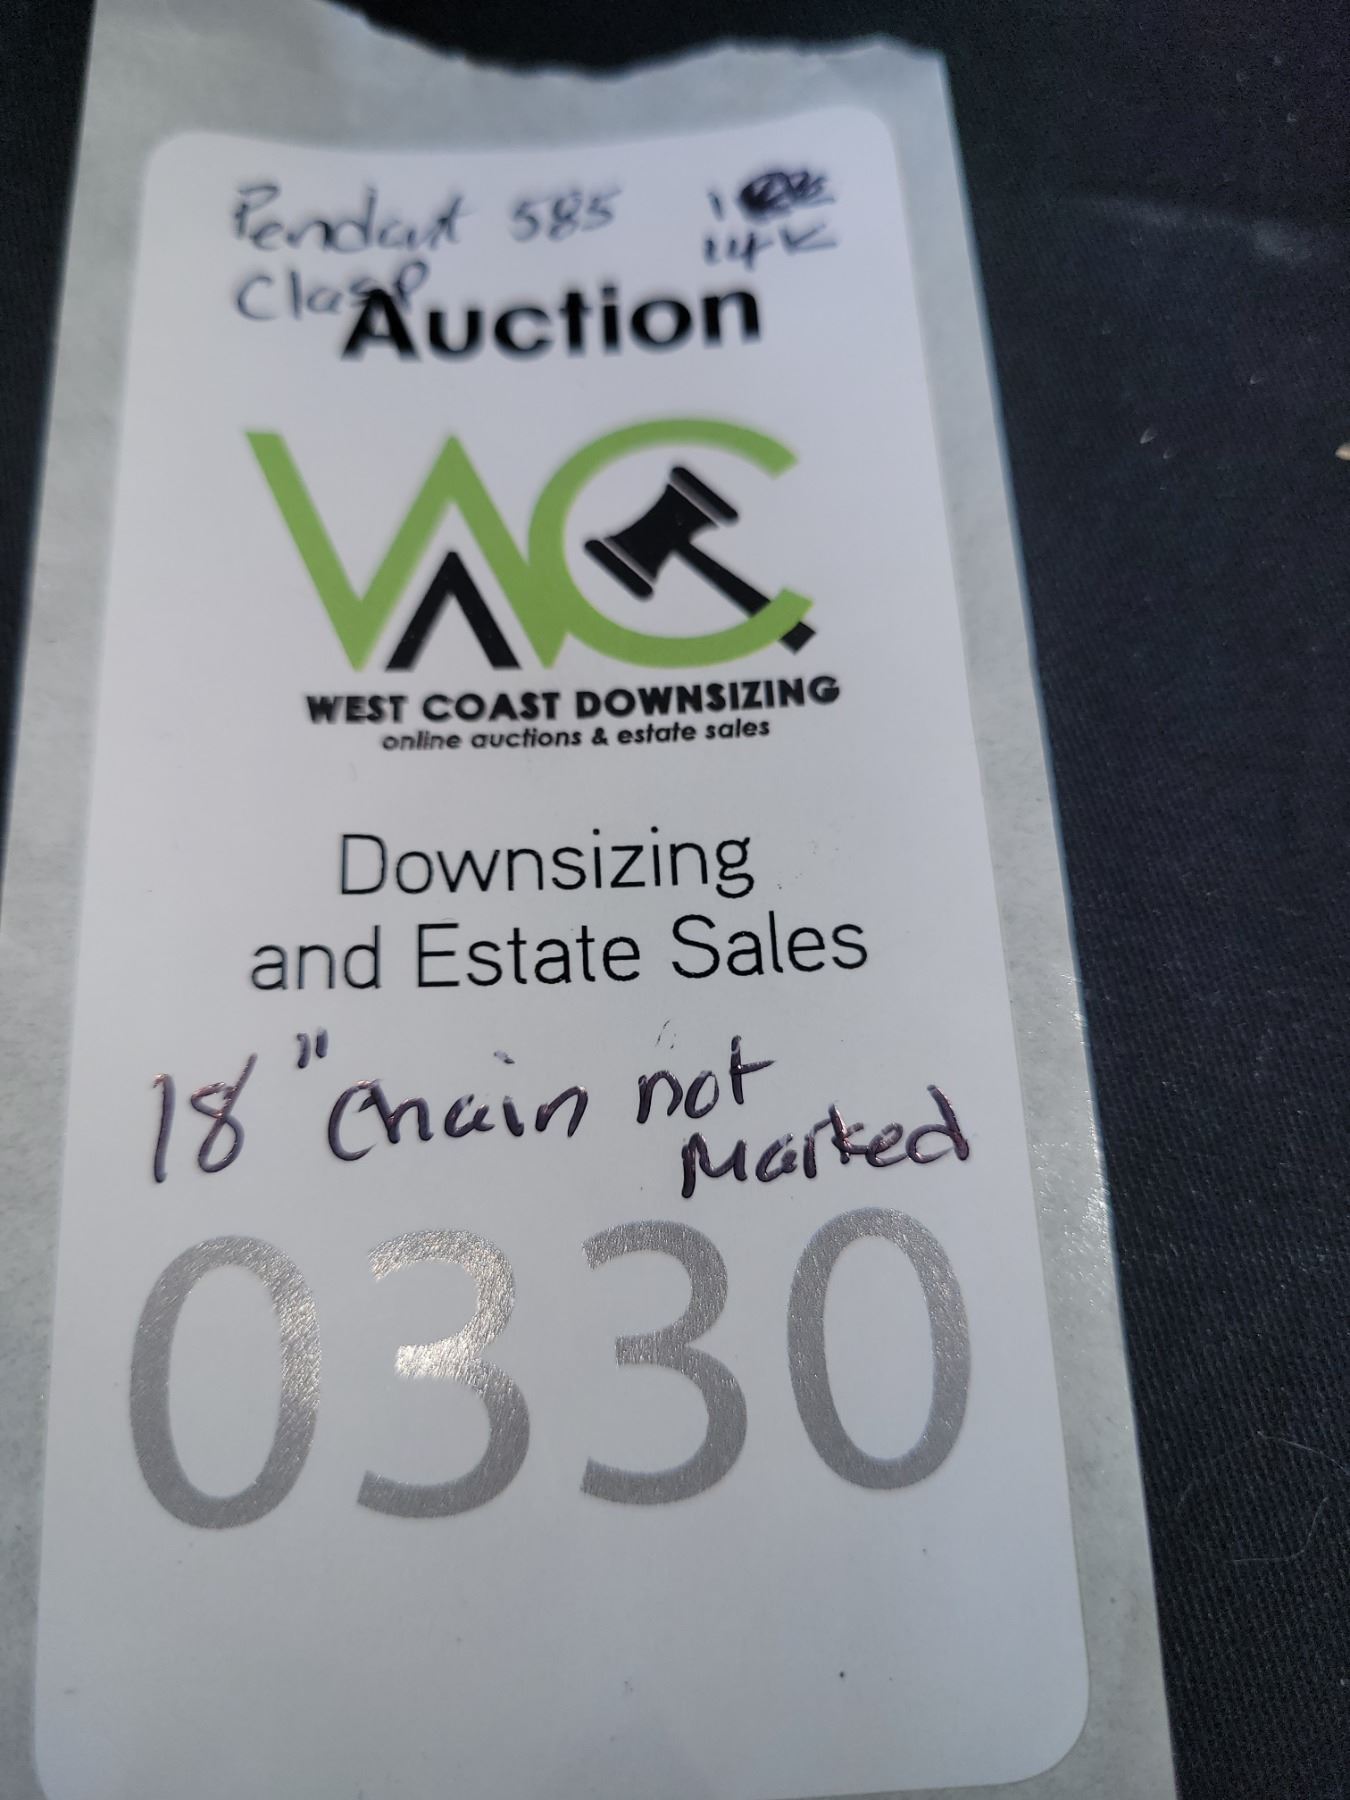 Pendant 585
14K
Clasp
Auction
WAC
WEST COAST DOWNSIZING
online auctions & estate sales
Downsizing
and Estate Sales
18" Chain not
Marked
0330